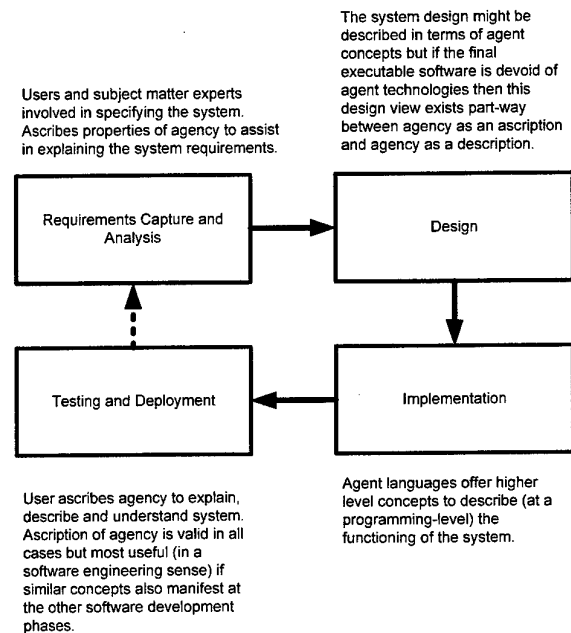 Users and subject matter experts
involved in specifying the system.
Ascribes properties of agency to assist
in explaining the system requirements.
The system design might be
described in terms of agent
concepts but if the final
executable software is devoid of
agent technologies then this
design view exists part-way
between agency as an ascription
and agency as a description.
Requirements Capture and
Analysis
Design
Testing and Deployment
Implementation
User ascribes agency to explain,
describe and understand system.
Ascription of agency is valid in all
cases but most useful (in a
software engineering sense) if
similar concepts also manifest at
the other software development
phases.
Agent languages offer higher
level concepts to describe (at a
programming-level) the
functioning of the system.